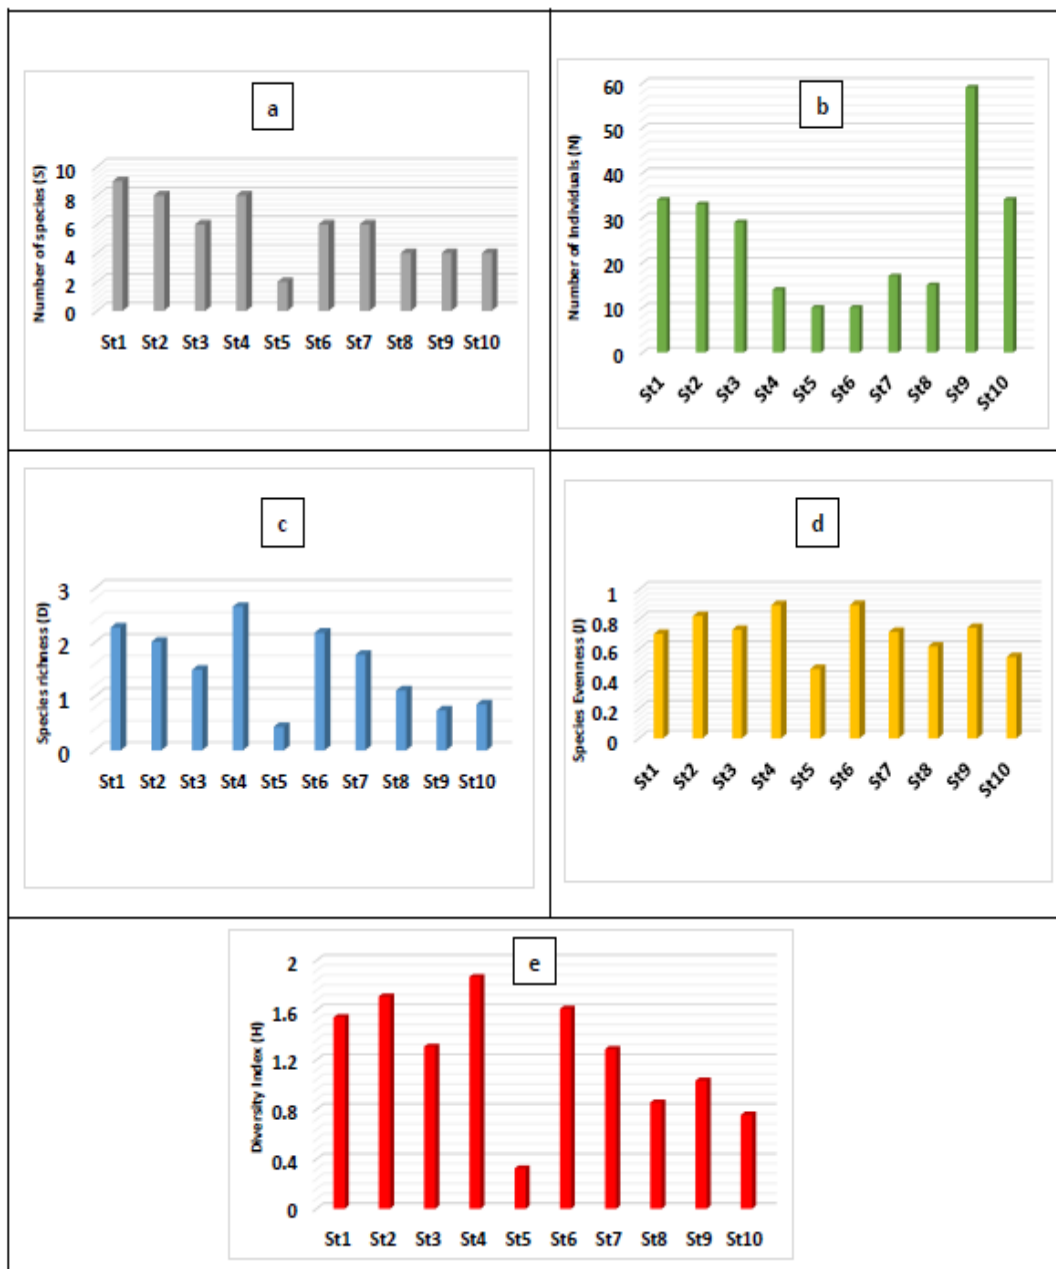 a
Number of species (S)
10
8
6
4
2
0
St1 St2 St3 St4 St5 St6 St7 St8 St9 St10
b
Number of Individuals (N)
60
50
40
30
20
10
0
St1 St2 St3 St4 St5 St6 St7 St8 St9 St10
c
Species richness (D)
3
2
1
0
St1 St2 St3 St4 St5 St6 St7 St8 St9 St10
d
Species Evenness (J)
1
0.8
0.6
0.4
0.2
0
St1 St2 St3 St4 St5 St6 St7 St8 St9 St10
e
Diversity Index (H)
2
1.6
1.2
0.8
0.4
0
St1 St2 St3 St4 St5 St6 St7 St8 St9 St10